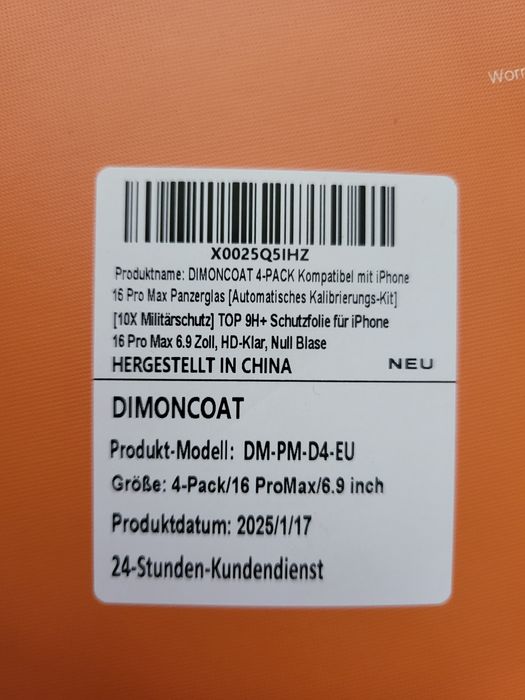 X0025Q5IHZ
Produktname: DIMONCOAT 4-PACK Kompatibel mit iPhone
16 Pro Max Panzerglas [Automatisches Kalibrierungs-Kit]
[10X Militärschutz] TOP 9H+ Schutzfolie für iPhone
16 Pro Max 6.9 Zoll, HD-Klar, Null Blase
HERGESTELLT IN CHINA NEU
DIMONCOAT
Produkt-Modell: DM-PM-D4-EU
Größe: 4-Pack/16 ProMax/6.9 inch
Produktdatum: 2025/1/17
24-Stunden-Kundendienst